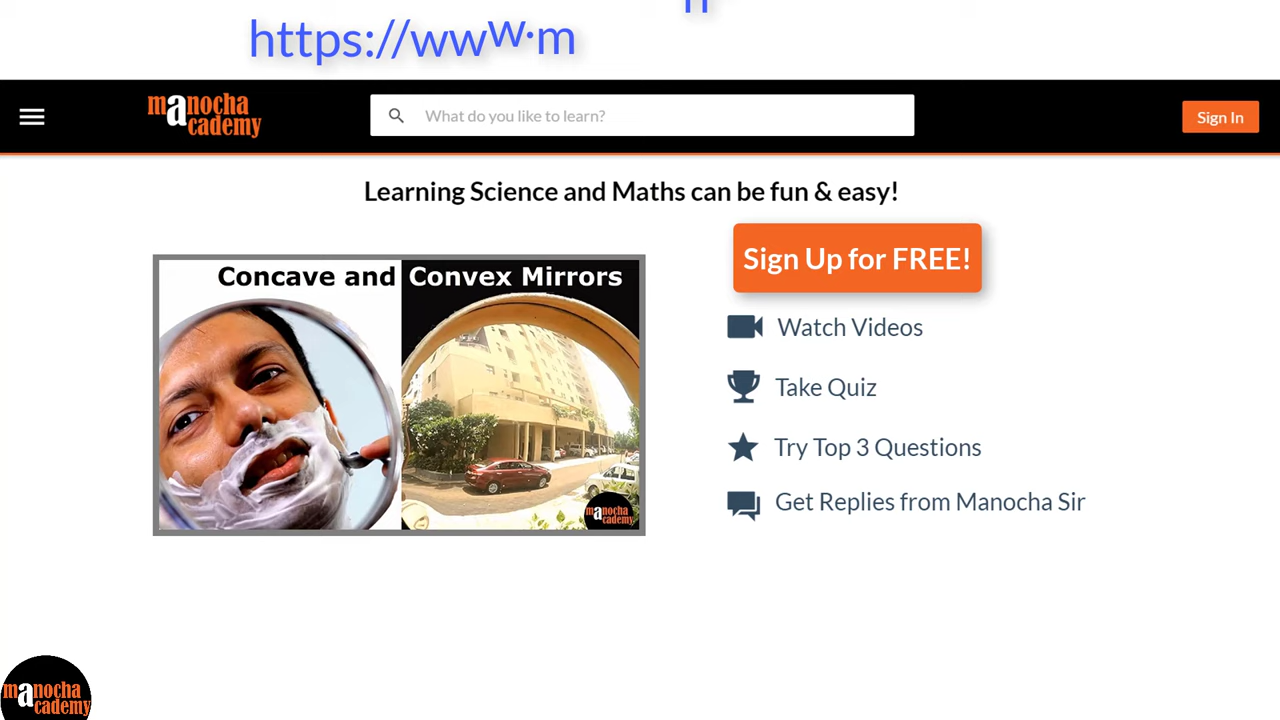 https://www.m
manocha
academy
What do you like to learn?
Sign In
Learning Science and Maths can be fun & easy!
Concave and Convex Mirrors
manocha
academy
Sign Up for FREE!
Watch Videos
Take Quiz
Try Top 3 Questions
Get Replies from Manocha Sir
manocha
academy